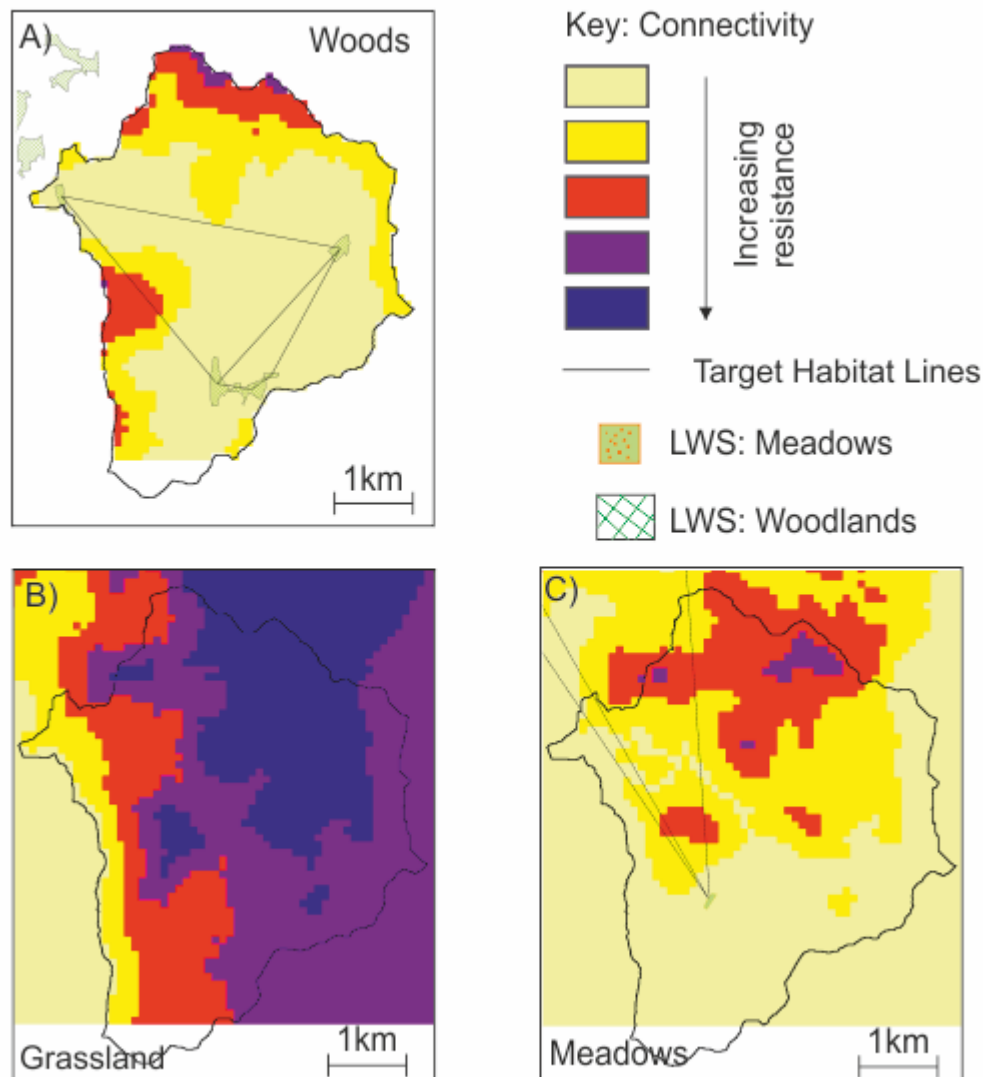 A)
Woods
1km
Key: Connectivity
Increasing
resistance
Target Habitat Lines
LWS: Meadows
LWS: Woodlands
B)
Grassland
1km
C)
Meadows
1km